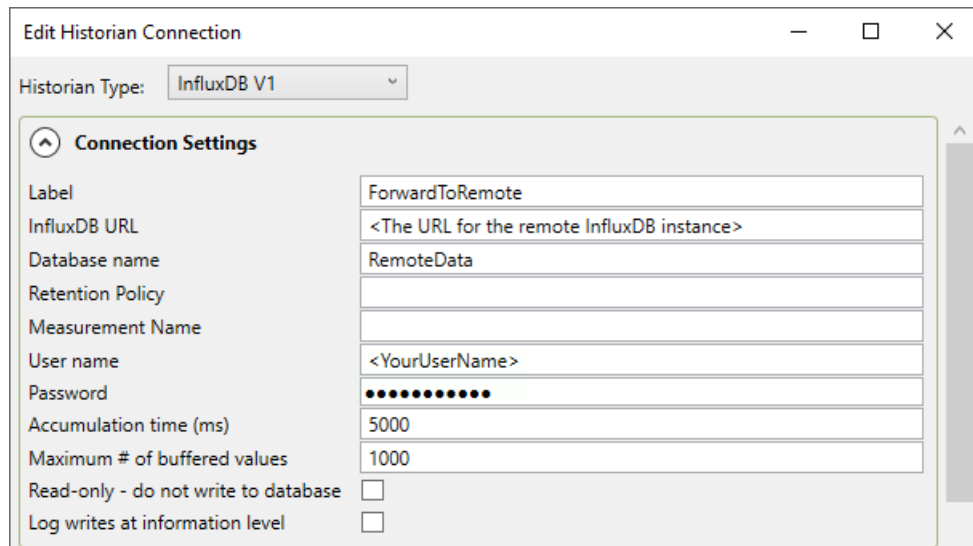 Edit Historian Connection
Historian Type: InfluxDB V1
Connection Settings
Label ForwardToRemote
InfluxDB URL <The URL for the remote InfluxDB instance>
Database name RemoteData
Retention Policy
Measurement Name
User name <YourUserName>
Password ●●●●●●●●●●●
Accumulation time (ms) 5000
Maximum # of buffered values 1000
Read-only - do not write to database
Log writes at information level